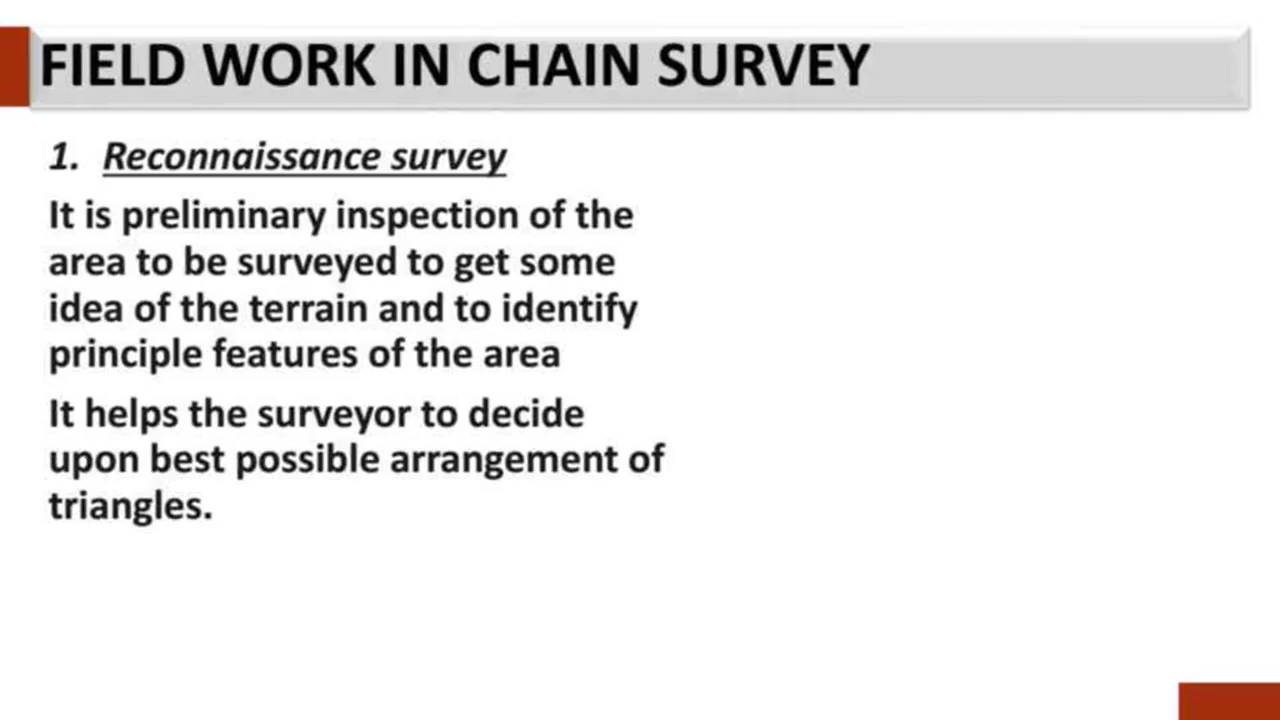 FIELD WORK IN CHAIN SURVEY
1. Reconnaissance survey
It is preliminary inspection of the
area to be surveyed to get some
idea of the terrain and to identify
principle features of the area
It helps the surveyor to decide
upon best possible arrangement of
triangles.